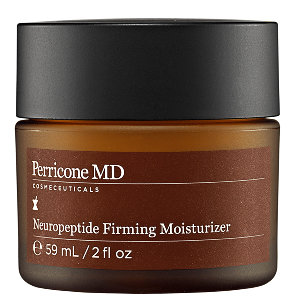 Perricone MD
COSMECEUTICALS
Neuropeptide Firming Moisturizer
℮ 59 mL / 2 fl oz